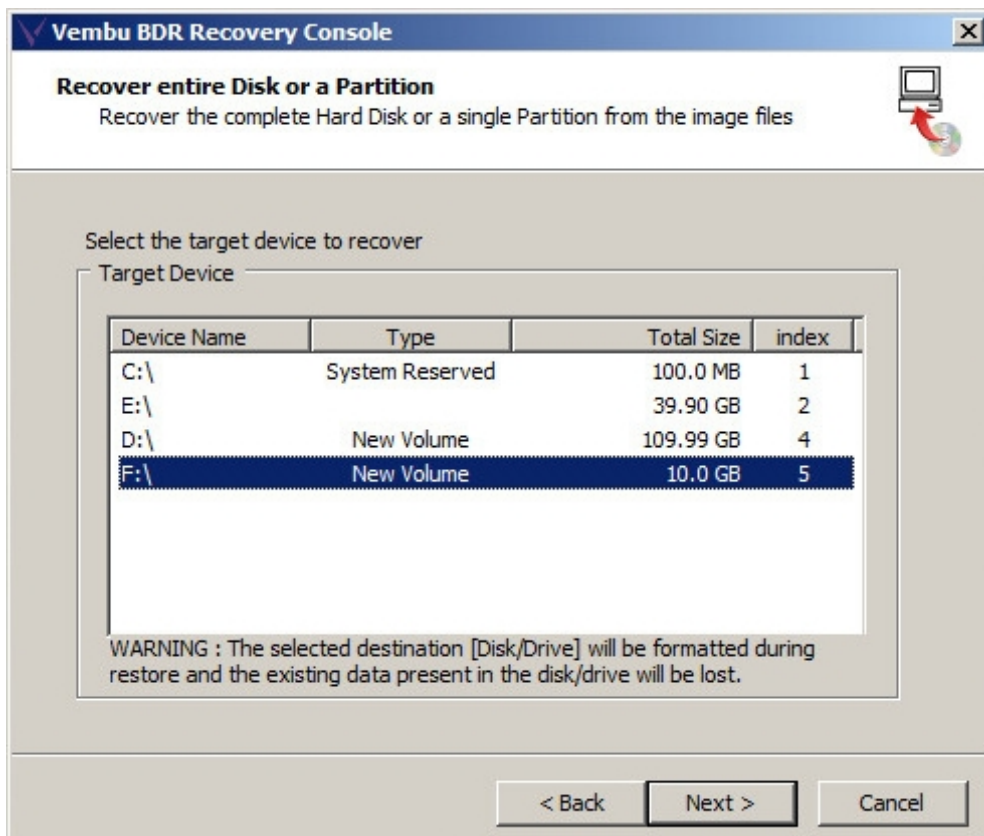 Vembu BDR Recovery Console
Recover entire Disk or a Partition
Recover the complete Hard Disk or a single Partition from the image files
Select the target device to recover
Target Device
Device Name Type Total Size index
C:\ System Reserved 100.0 MB 1
E:\ 39.90 GB 2
D:\ New Volume 109.99 GB 4
F:\ New Volume 10.0 GB 5
WARNING : The selected destination [Disk/Drive] will be formatted during
restore and the existing data present in the disk/drive will be lost.
< Back Next > Cancel